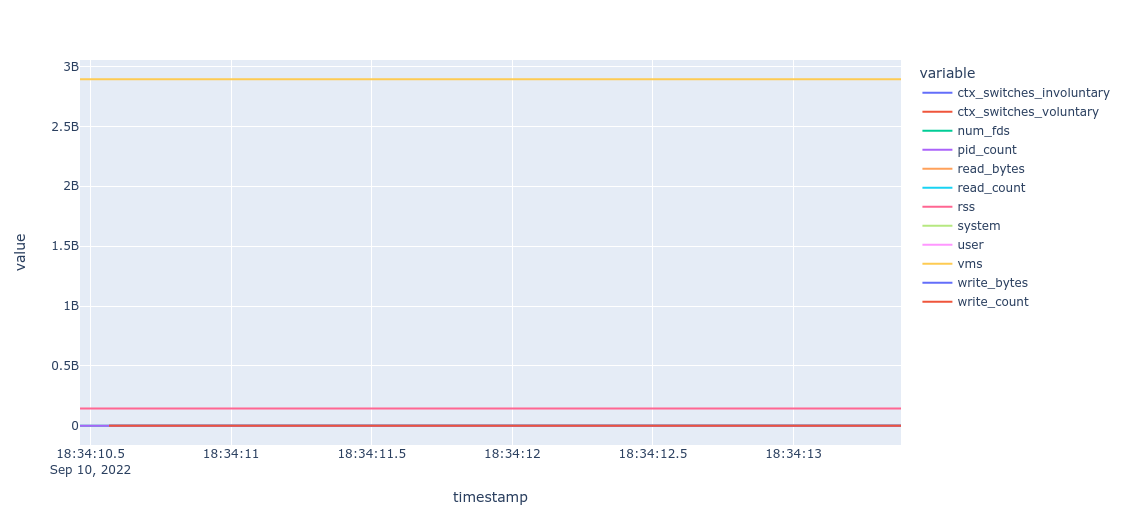 3B
2.5B
2B
1.5B
1B
0.5B
0
value
18:34:10.5 18:34:11 18:34:11.5 18:34:12 18:34:12.5 18:34:13
Sep 10, 2022
timestamp
variable
ctx_switches_involuntary
ctx_switches_voluntary
num_fds
pid_count
read_bytes
read_count
rss
system
user
vms
write_bytes
write_count